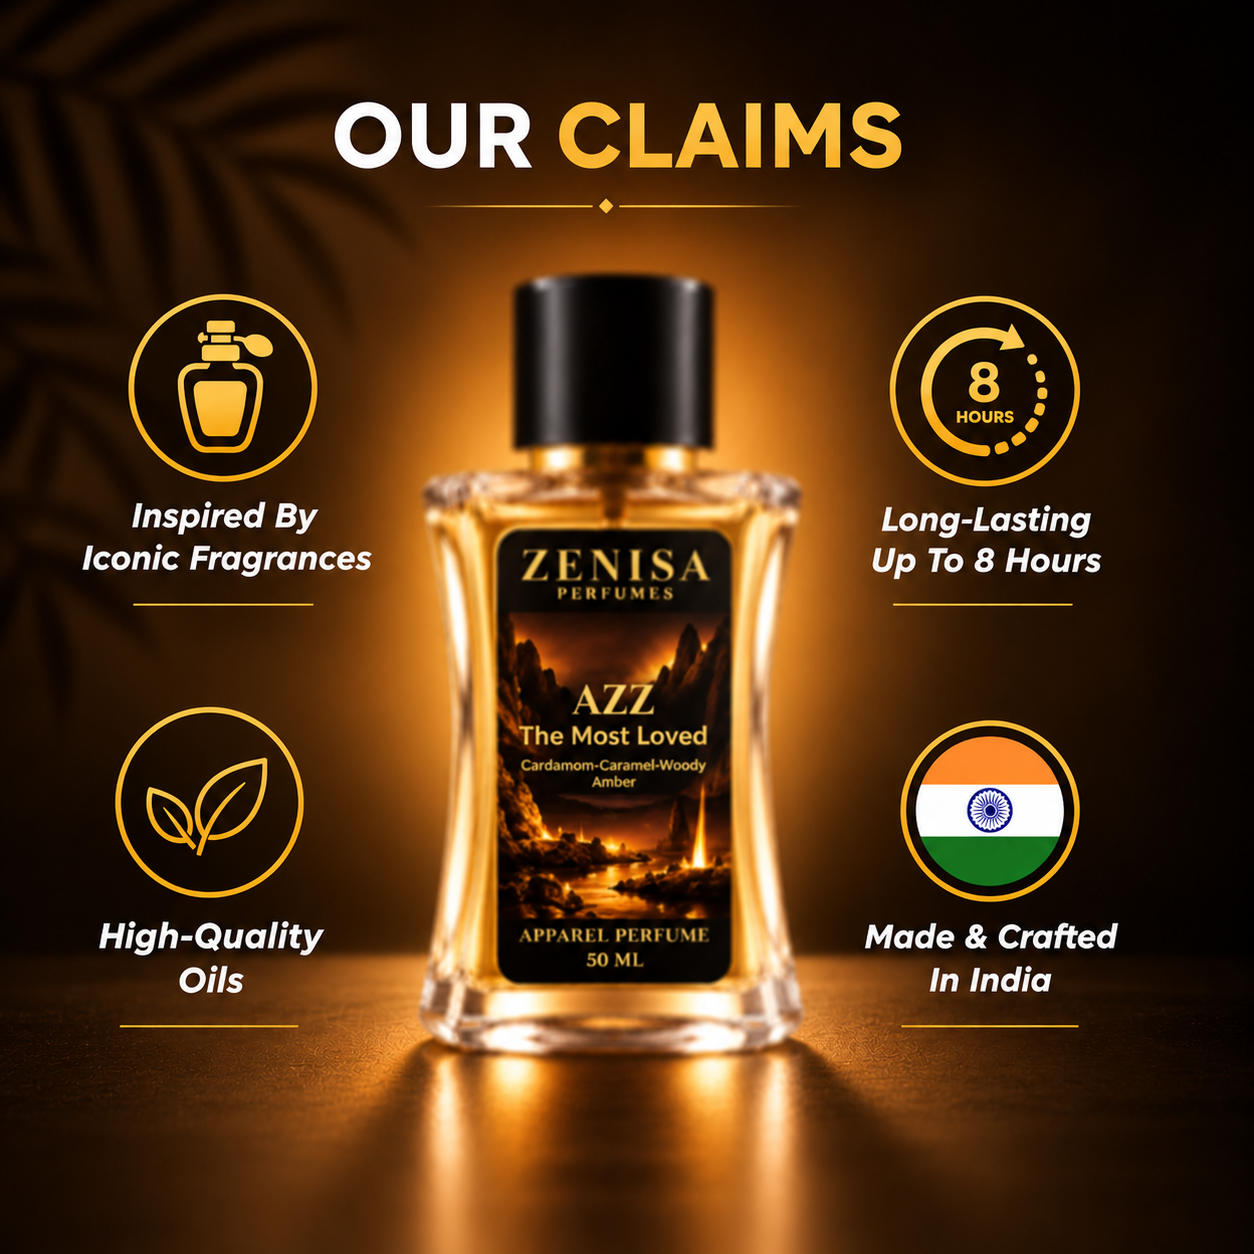 OUR CLAIMS
Inspired By
Iconic Fragrances
8
HOURS
Long-Lasting
Up To 8 Hours
ZENISA
PERFUMES
AZZ
The Most Loved
Cardamom-Caramel-Woody
Amber
APPAREL PERFUME
50 ML
High-Quality
Oils
Made & Crafted
In India